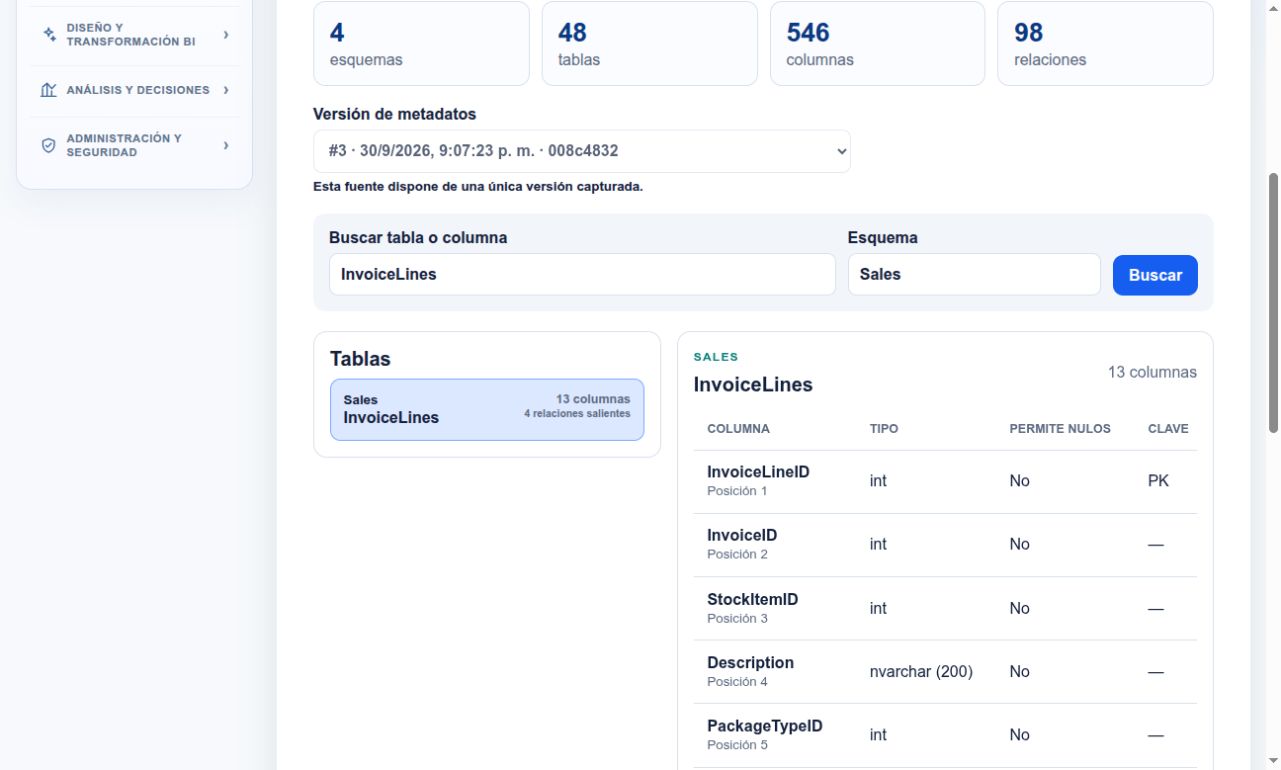 DISEÑO Y
TRANSFORMACIÓN BI
ANÁLISIS Y DECISIONES
ADMINISTRACIÓN Y
SEGURIDAD
4
esquemas
48
tablas
546
columnas
98
relaciones
Versión de metadatos
#3 · 30/9/2026, 9:07:23 p. m. · 008c4832
Esta fuente dispone de una única versión capturada.
Buscar tabla o columna
InvoiceLines
Esquema
Sales
Buscar
Tablas
Sales
InvoiceLines
13 columnas
4 relaciones salientes
SALES
InvoiceLines
13 columnas
COLUMNA TIPO PERMITE NULOS CLAVE
InvoiceLineID
Posición 1
int No PK
InvoiceID
Posición 2
int No —
StockItemID
Posición 3
int No —
Description
Posición 4
nvarchar (200) No —
PackageTypeID
Posición 5
int No —